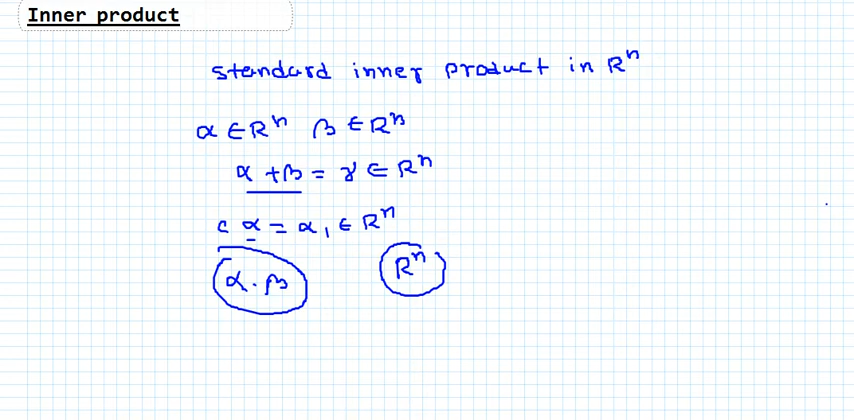 Inner product
standard inner product in Rⁿ
α ∈ Rⁿ β ∈ Rⁿ
α + β = γ ∈ Rⁿ
c α = α₁ ∈ Rⁿ
α . β Rⁿ